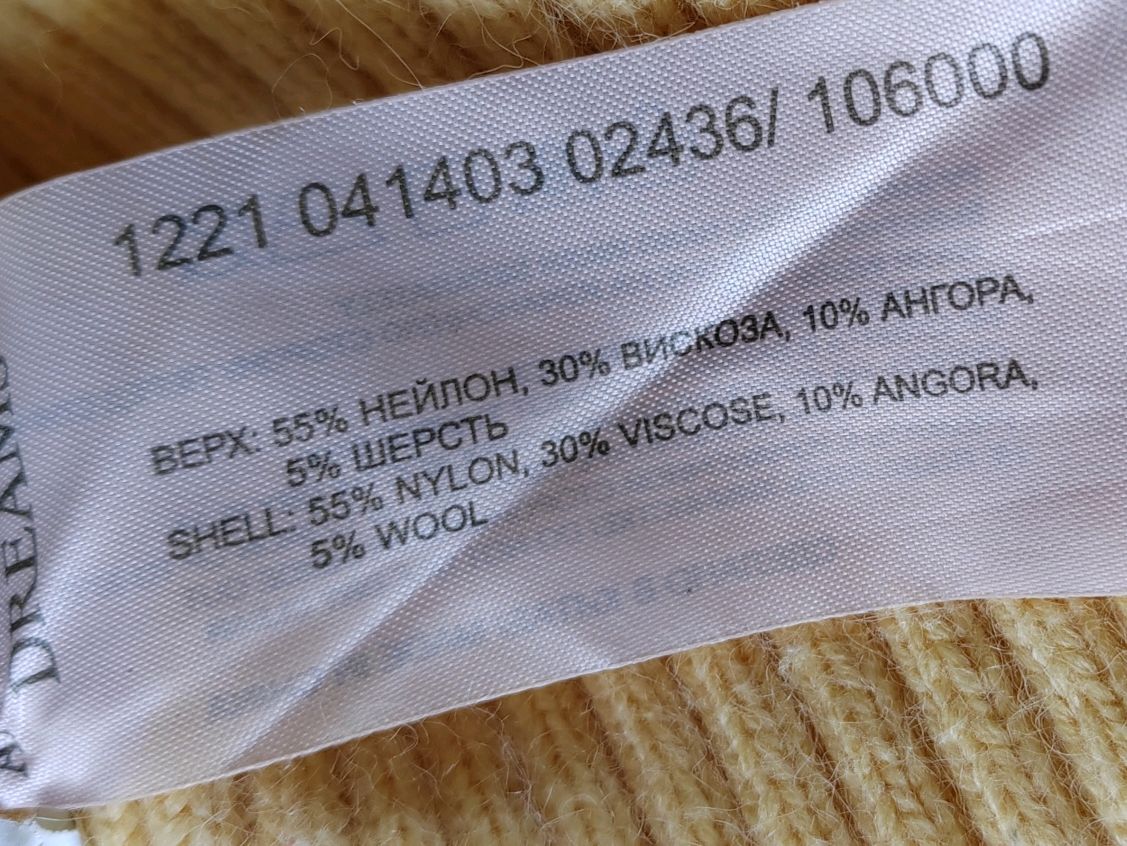 1221 041403 02436/ 106000
ВЕРХ: 55% НЕЙЛОН, 30% ВИСКОЗА, 10% АНГОРА,
5% ШЕРСТЬ
SHELL: 55% NYLON, 30% VISCOSE, 10% ANGORA,
5% WOOL